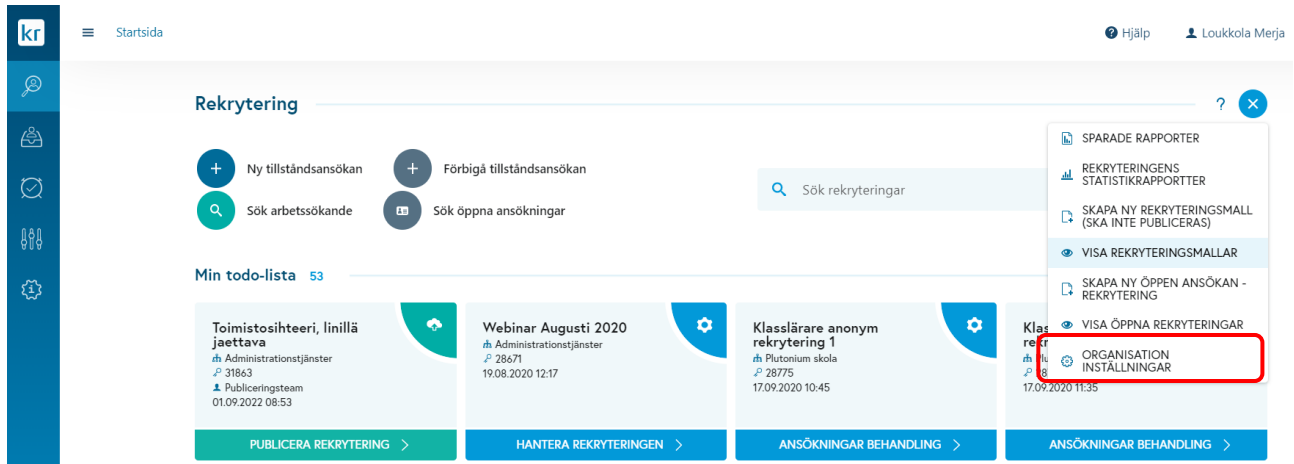 kr
Startsida
Hjälp
Loukkola Merja
Rekrytering
?
Ny tillståndsansökan
Förbigå tillståndsansökan
Sök arbetssökande
Sök öppna ansökningar
Sök rekryteringar
SPARADE RAPPORTER
REKRYTERINGENS
STATISTIKRAPPORTTER
SKAPA NY REKRYTERINGSMALL
(SKA INTE PUBLICERAS)
VISA REKRYTERINGSMALLAR
SKAPA NY ÖPPEN ANSÖKAN -
REKRYTERING
VISA ÖPPNA REKRYTERINGAR
ORGANISATION
INSTÄLLNINGAR
Min todo-lista 53
Toimistosihteeri, linillä
jaettava
Administrationstjänster
31863
Publiceringsteam
01.09.2022 08:53
PUBLICERA REKRYTERING
Webinar Augusti 2020
Administrationstjänster
28671
19.08.2020 12:17
HANTERA REKRYTERINGEN
Klasslärare anonym
rekrytering 1
Plutonium skola
28775
17.09.2020 10:45
ANSÖKNINGAR BEHANDLING
17.09.2020 11:35
ANSÖKNINGAR BEHANDLING